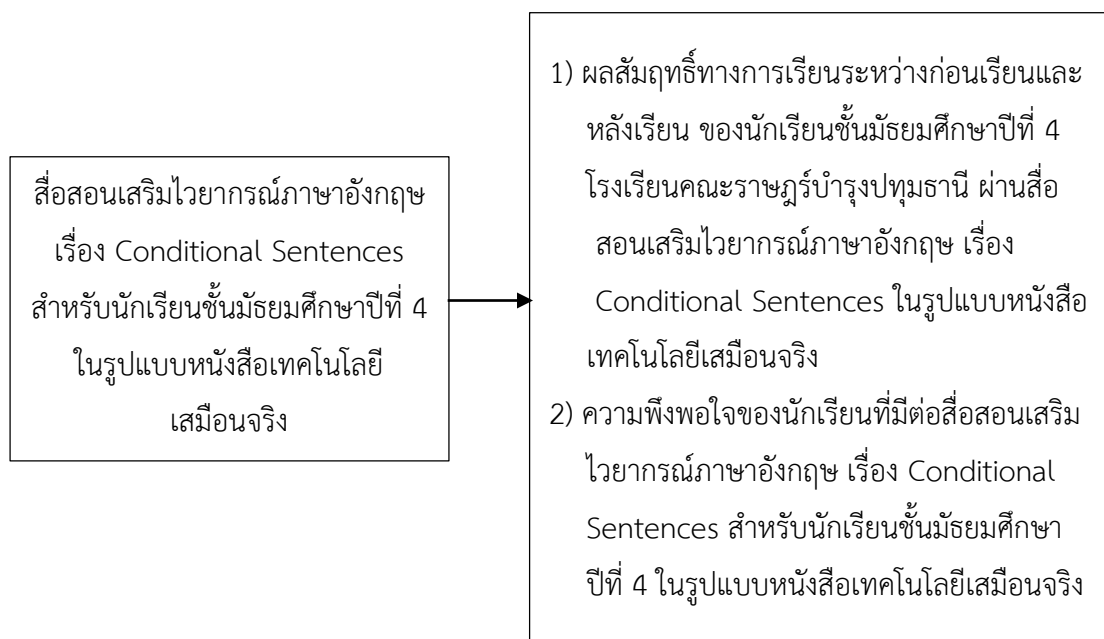 สื่อสอนเสริมไวยากรณ์ภาษาอังกฤษ
เรื่อง Conditional Sentences
สำหรับนักเรียนชั้นมัธยมศึกษาปีที่ 4
ในรูปแบบหนังสือเทคโนโลยี
เสมือนจริง
1) ผลสัมฤทธิ์ทางการเรียนระหว่างก่อนเรียนและ
หลังเรียน ของนักเรียนชั้นมัธยมศึกษาปีที่ 4
โรงเรียนคณะราษฎร์บำรุงปทุมธานี ผ่านสื่อ
สอนเสริมไวยากรณ์ภาษาอังกฤษ เรื่อง
Conditional Sentences ในรูปแบบหนังสือ
เทคโนโลยีเสมือนจริง
2) ความพึงพอใจของนักเรียนที่มีต่อสื่อสอนเสริม
ไวยากรณ์ภาษาอังกฤษ เรื่อง Conditional
Sentences สำหรับนักเรียนชั้นมัธยมศึกษา
ปีที่ 4 ในรูปแบบหนังสือเทคโนโลยีเสมือนจริง